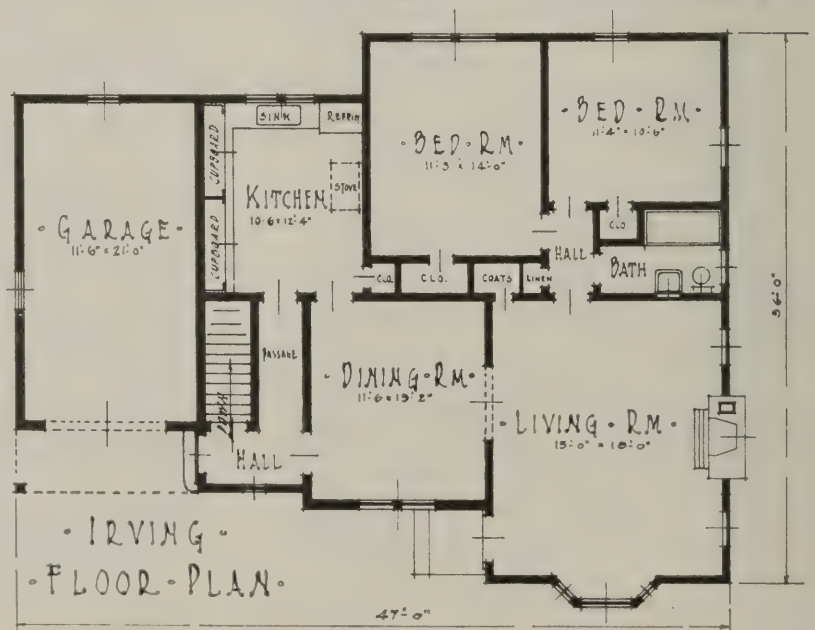 BED · RM
11'-3" x 14'-0"
BED · RM
11'-4" x 10'-6"
SINK
REFRIG
CUPBOARD
CUPBOARD
STOVE
KITCHEN
10'-6 x 12'-4"
GARAGE
11'-6" x 21'-0"
CLO
HALL
BATH
CLO.
CLO.
COATS
LINEN
36'-0"
PASSAGE
DINING · RM
11'-6 x 13'-2"
LIVING · RM
15'-0" x 18'-0"
DOWN
HALL
· IRVING ·
· FLOOR · PLAN ·
47'-0"